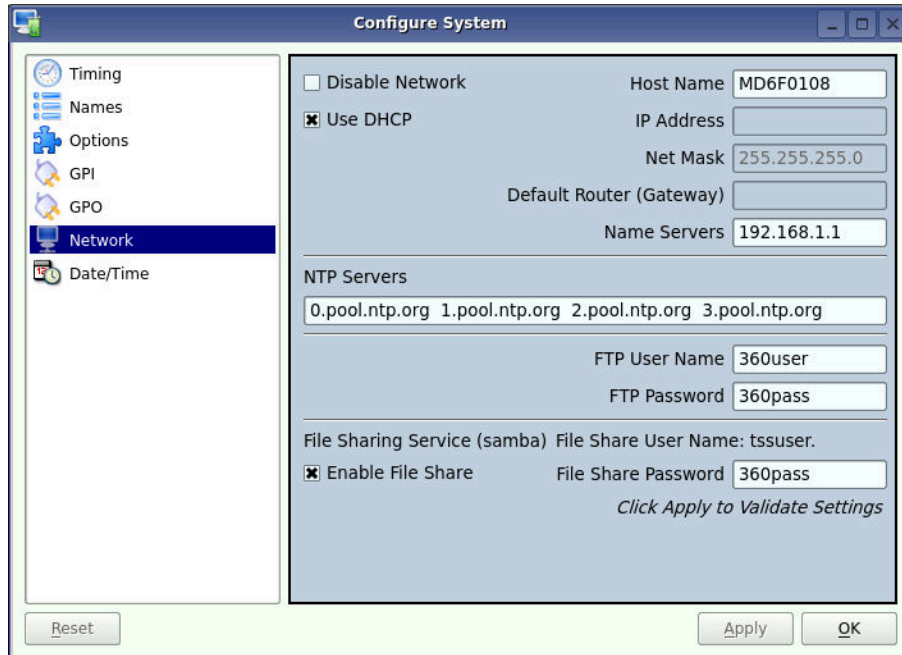 Configure System
Timing
Names
Options
GPI
GPO
Network
Date/Time
Disable Network
Host Name MD6F0108
Use DHCP
IP Address
Net Mask 255.255.255.0
Default Router (Gateway)
Name Servers 192.168.1.1
NTP Servers
0.pool.ntp.org 1.pool.ntp.org 2.pool.ntp.org 3.pool.ntp.org
FTP User Name 360user
FTP Password 360pass
File Sharing Service (samba) File Share User Name: tssuser.
Enable File Share
File Share Password 360pass
Click Apply to Validate Settings
Reset
Apply
OK